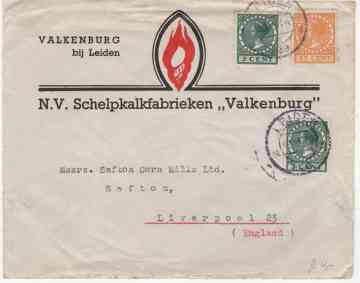 VALKENBURG
bij Leiden
N.V. Schelpkalkfabrieken „Valkenburg"
Messrs. Sefton Corn Mills Ltd.
Sefton,
Liverpool 23
( England )